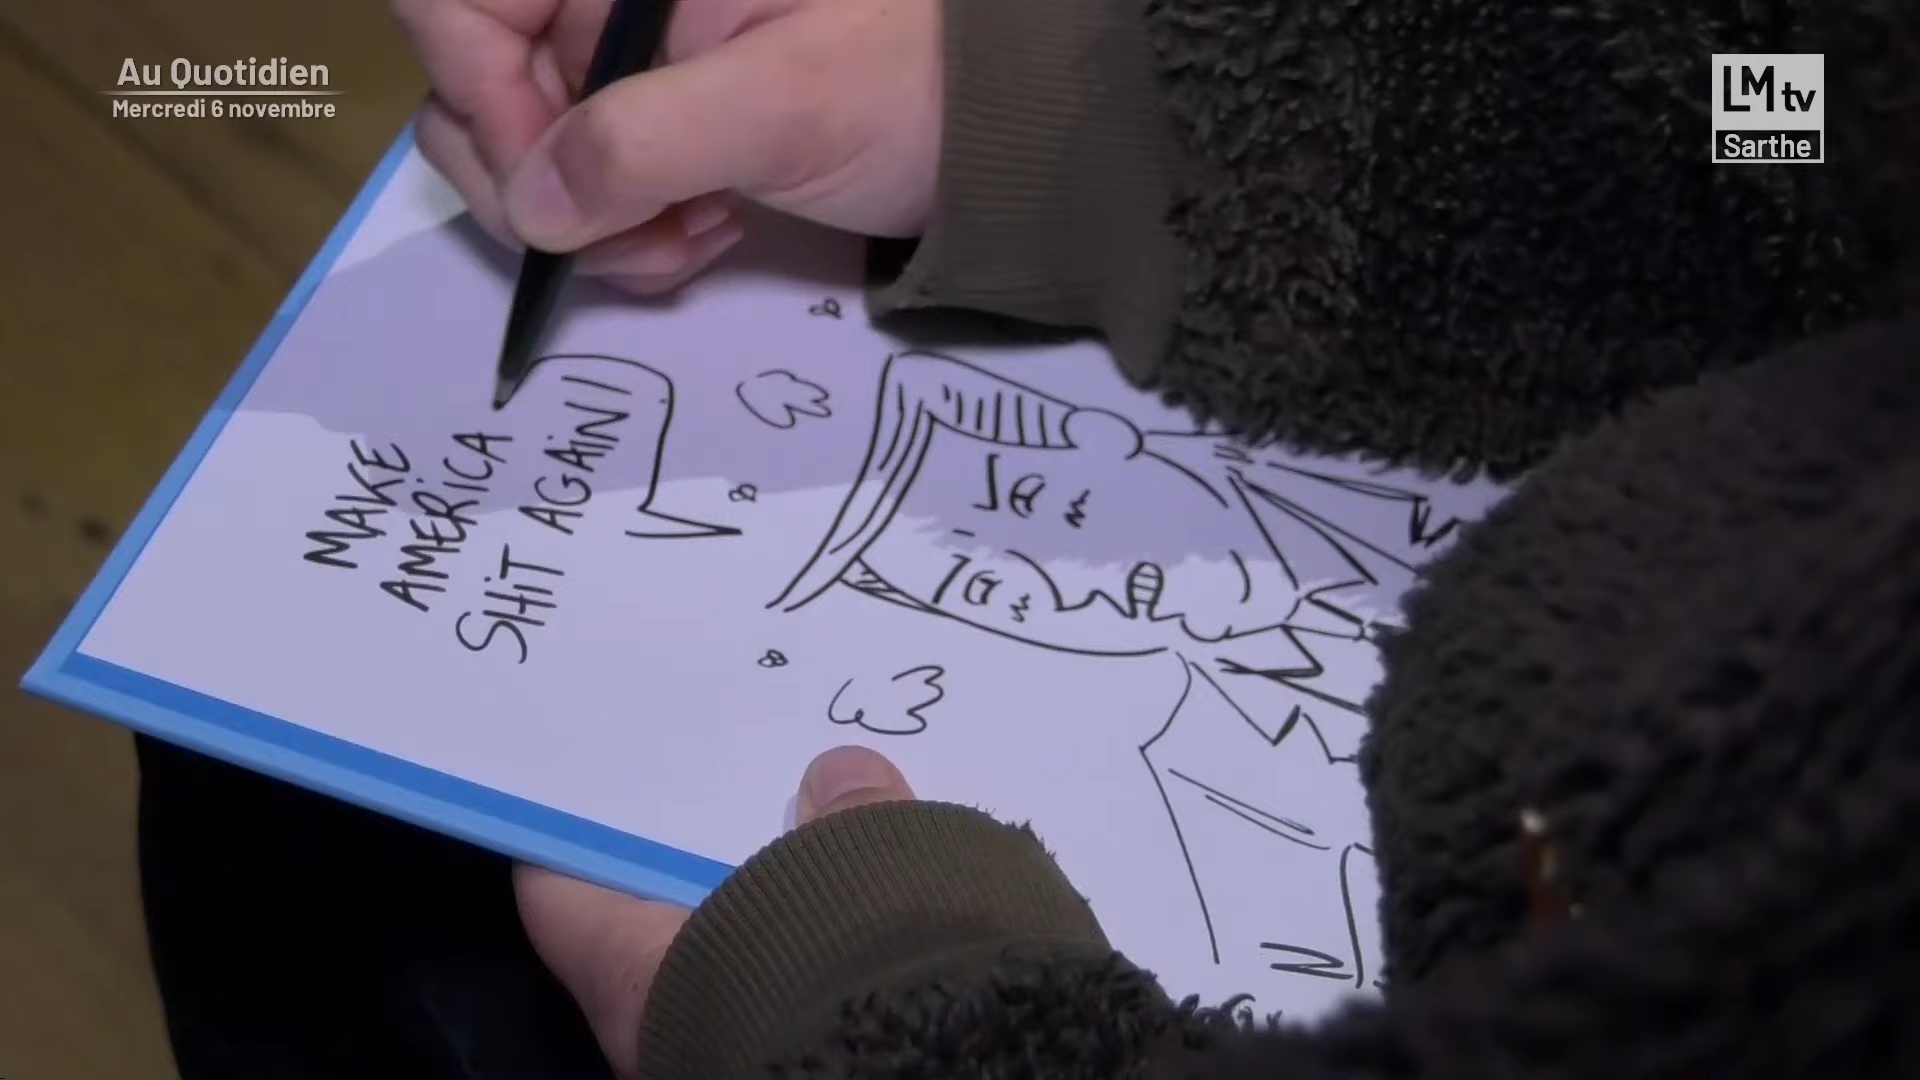 Au Quotidien
Mercredi 6 novembre
LM tv
Sarthe
MAKE
AMERICA
SHiT AGAiN!